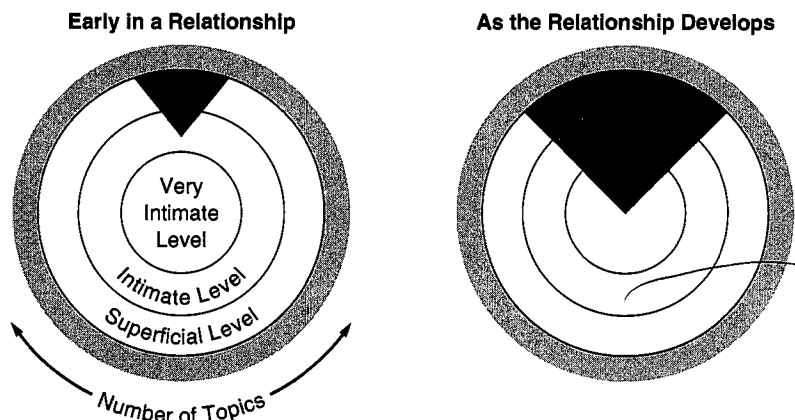 Early in a Relationship
As the Relationship Develops
Very
Intimate
Level
Intimate Level
Superficial Level
Number of Topics